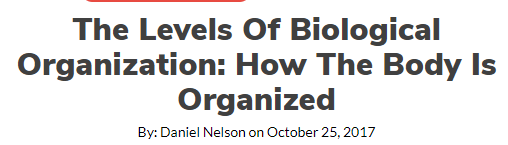 The Levels Of Biological
Organization: How The Body Is
Organized
By: Daniel Nelson on October 25, 2017